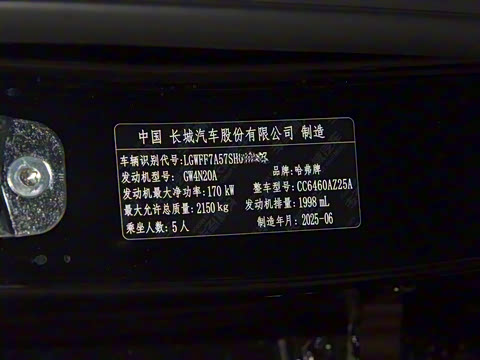 中国 长城汽车股份有限公司 制造
车辆识别代号: LGWFF7A57SH
发动机型号: GW4N20A 品牌: 哈弗牌
发动机最大净功率: 170 kW 整车型号: CC6460AZ25A
最大允许总质量: 2150 kg 发动机排量: 1998 mL
乘坐人数: 5 人 制造年月: 2025-06